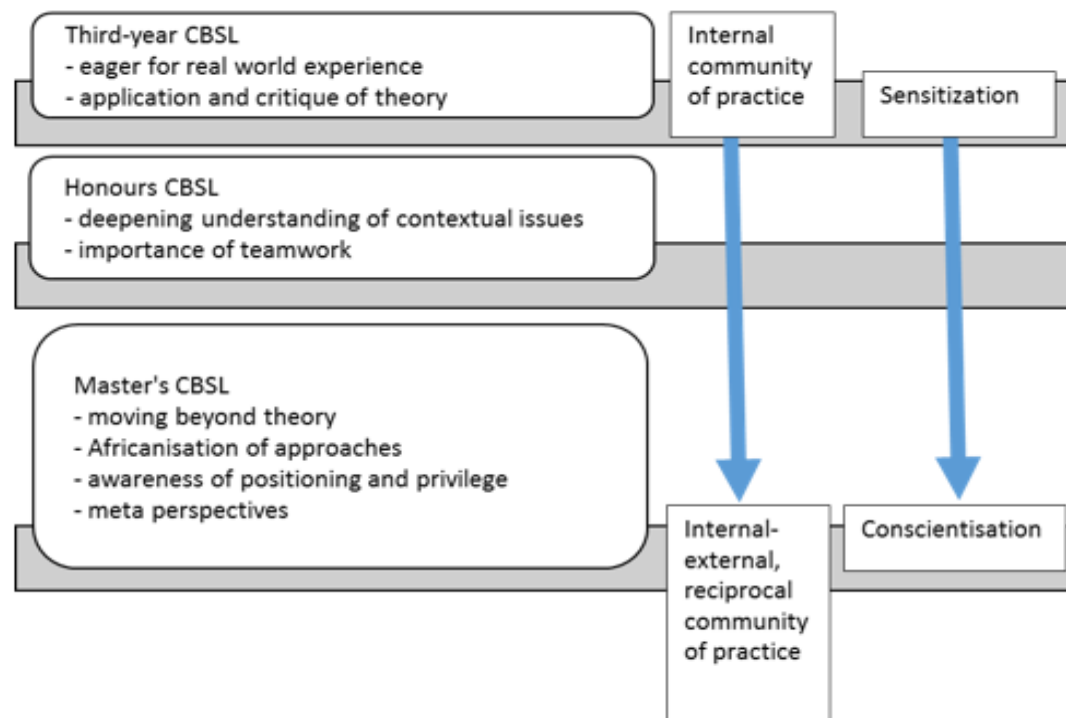 Third-year CBSL
- eager for real world experience
- application and critique of theory
Internal
community
of practice
Sensitization
Honours CBSL
- deepening understanding of contextual issues
- importance of teamwork
Master's CBSL
- moving beyond theory
- Africanisation of approaches
- awareness of positioning and privilege
- meta perspectives
Internal-
external,
reciprocal
community
of practice
Conscientisation